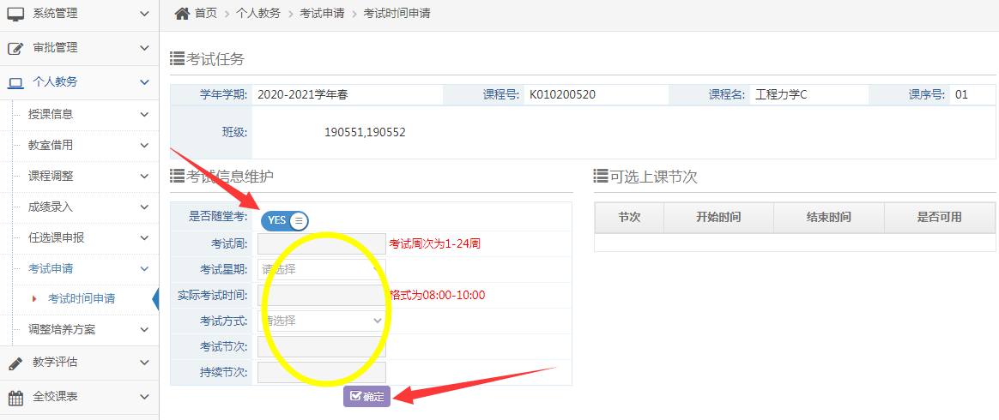 系统管理
审批管理
个人教务
授课信息
教室借用
课程调整
成绩录入
任选课申报
考试申请
考试时间申请
调整培养方案
教学评估
全校课表
首页 > 个人教务 > 考试申请 > 考试时间申请
考试任务
学年学期: 2020-2021学年春 课程号: K010200520 课程名: 工程力学C 课序号: 01
班级: 190551,190552
考试信息维护
是否随堂考: YES
考试周: 考试周次为1-24周
考试星期: 请选择
实际考试时间: 格式为08:00-10:00
考试方式: 请选择
考试节次:
持续节次:
确定
可选上课节次
节次 开始时间 结束时间 是否可用